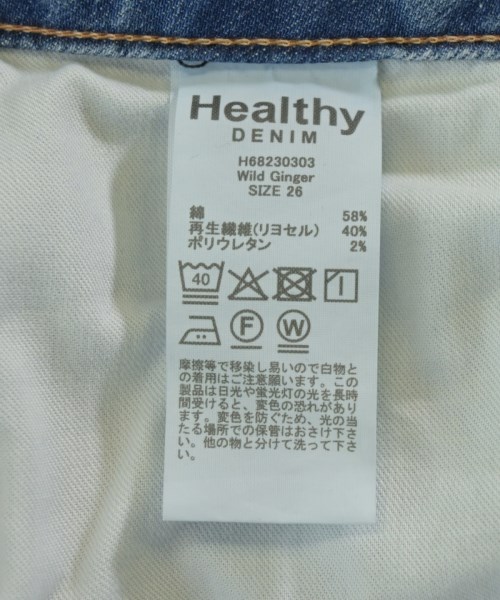 Healthy
DENIM
H68230303
Wild Ginger
SIZE 26
綿 58%
再生繊維(リヨセル) 40%
ポリウレタン 2%
40
F W
摩擦等で移染し易いので白物と
の着用はご注意願います。この
製品は日光や蛍光灯の光を長時
間受けると、変色の恐れがあり
ます。変色を防ぐため、光の当
たる場所での保管はおさけ下さ
い。他の物と分けて洗って下さ
い。